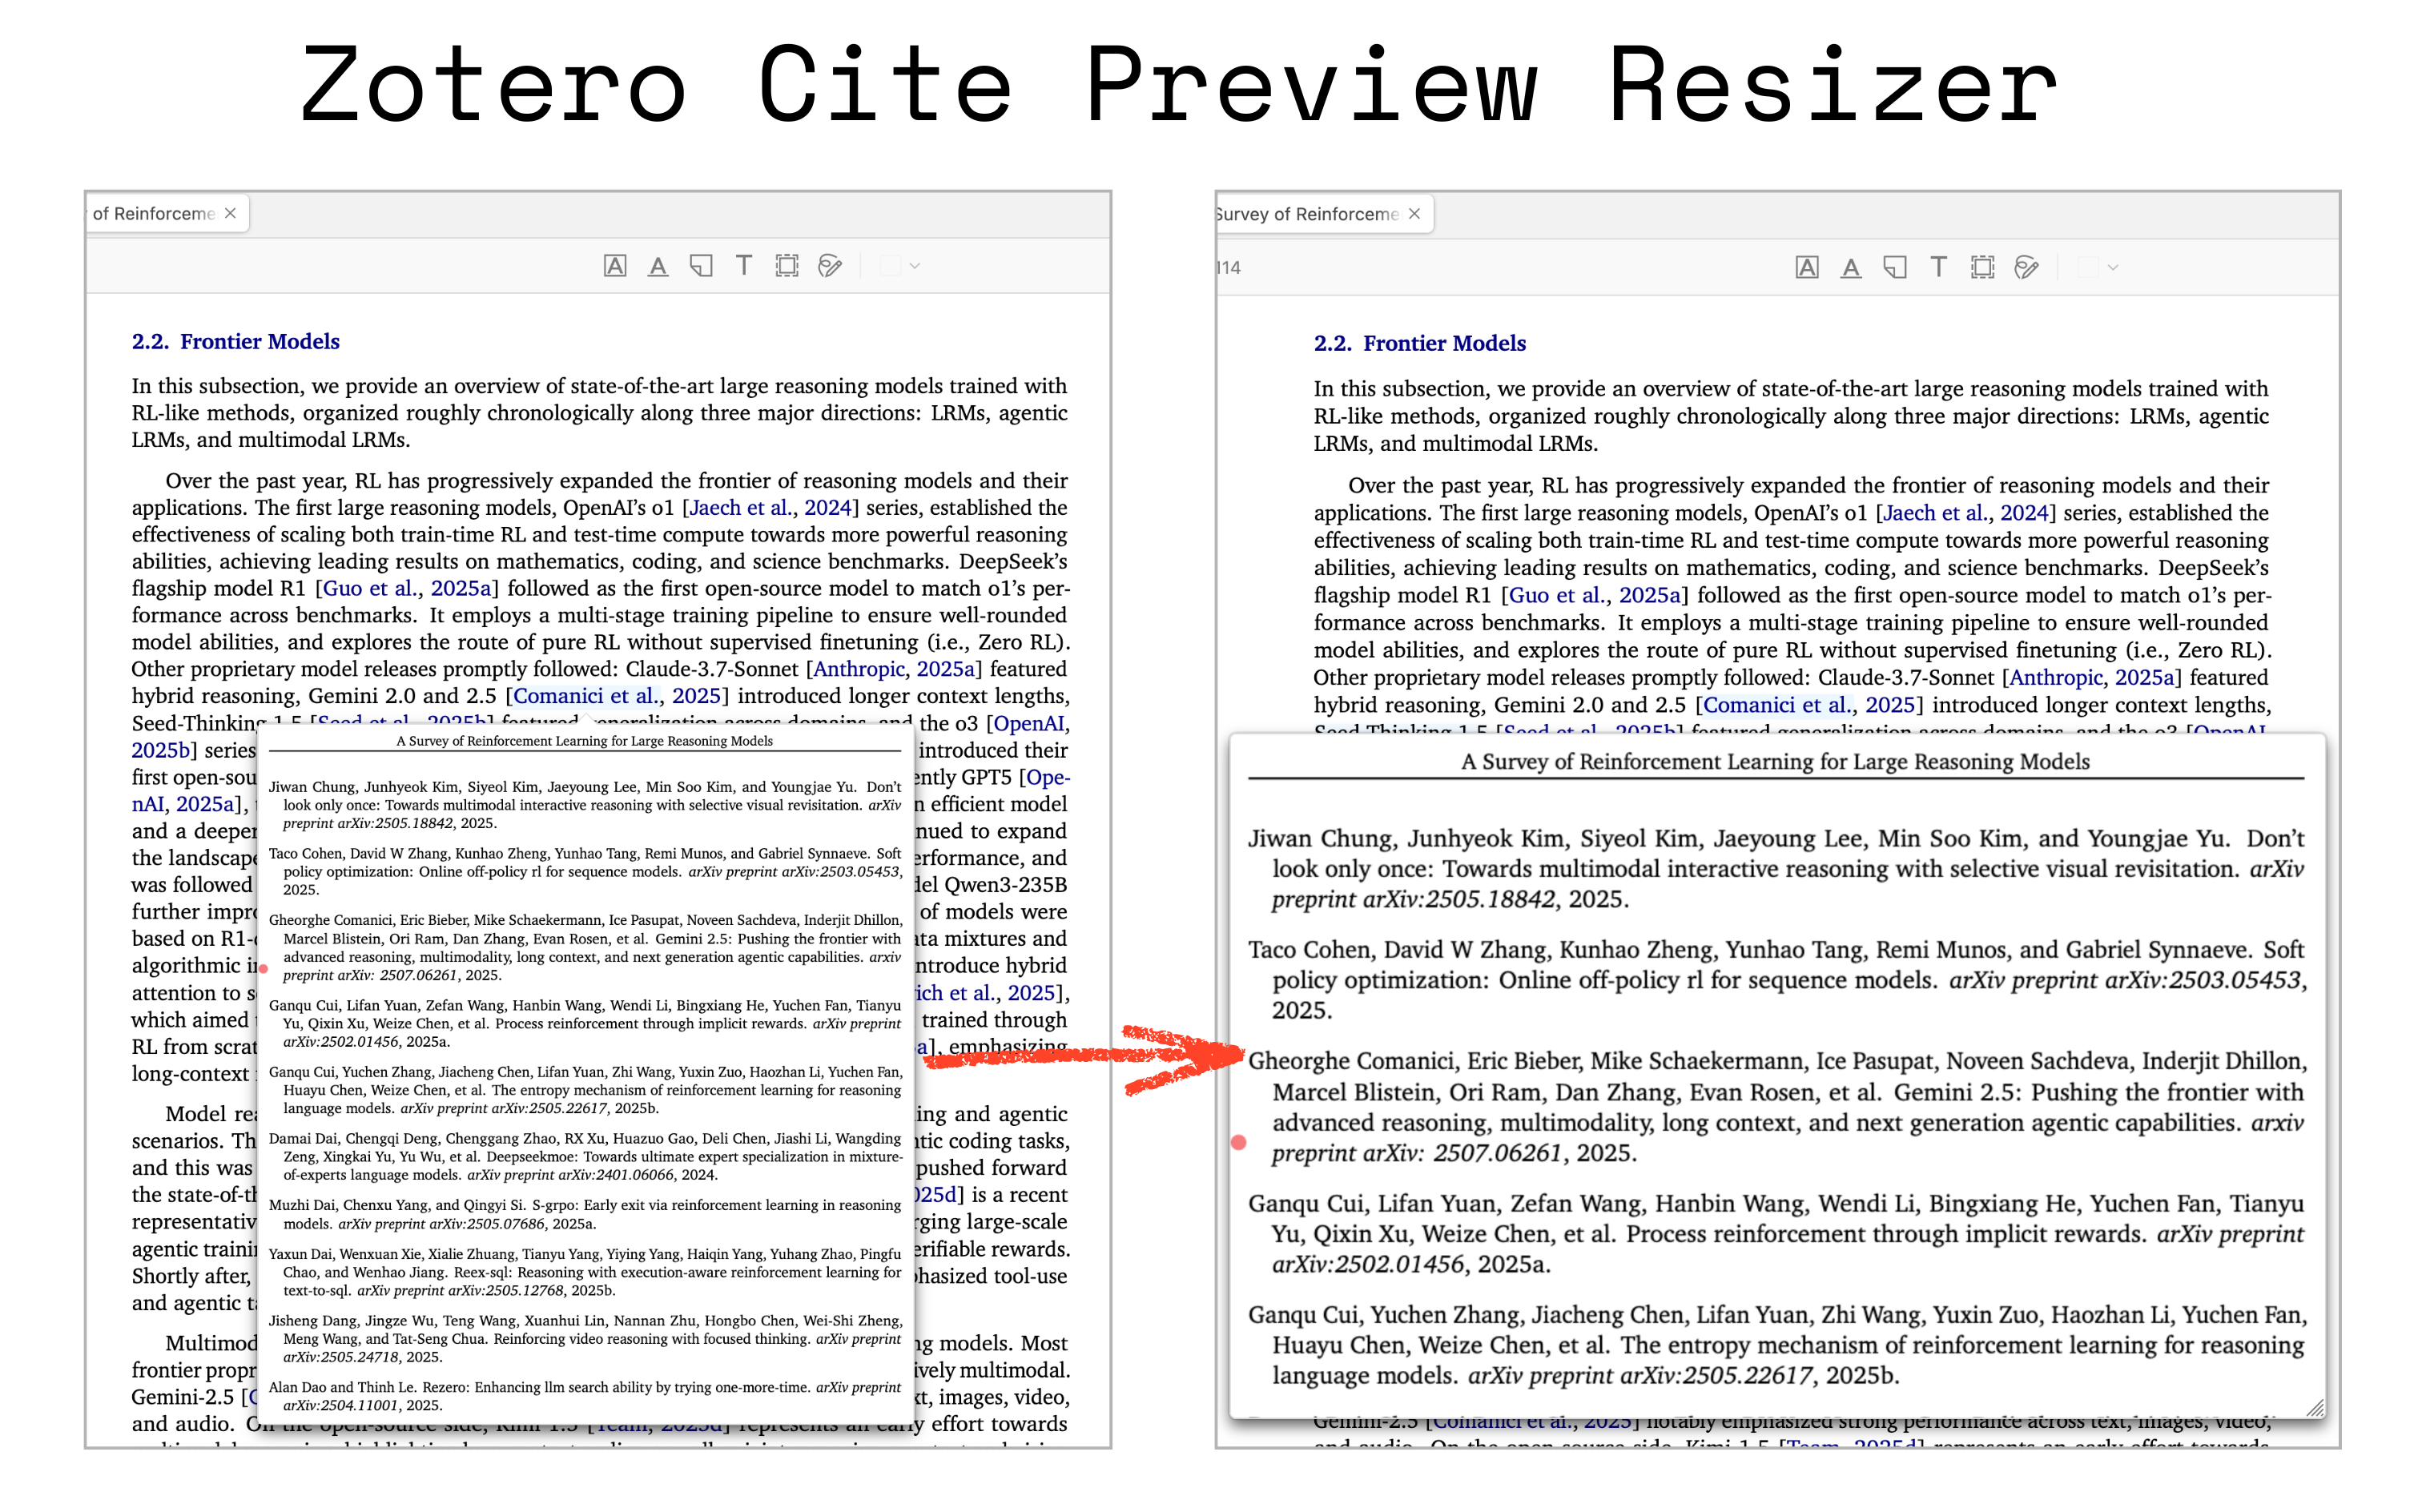 Zotero Cite Preview Resizer
of Reinforceme
2.2. Frontier Models
In this subsection, we provide an overview of state-of-the-art large reasoning models trained with
RL-like methods, organized roughly chronologically along three major directions: LRMs, agentic
LRMs, and multimodal LRMs.
Over the past year, RL has progressively expanded the frontier of reasoning models and their
applications. The first large reasoning models, OpenAI's o1 [Jaech et al., 2024] series, established the
effectiveness of scaling both train-time RL and test-time compute towards more powerful reasoning
abilities, achieving leading results on mathematics, coding, and science benchmarks. DeepSeek's
flagship model R1 [Guo et al., 2025a] followed as the first open-source model to match o1's per-
formance across benchmarks. It employs a multi-stage training pipeline to ensure well-rounded
model abilities, and explores the route of pure RL without supervised finetuning (i.e., Zero RL).
Other proprietary model releases promptly followed: Claude-3.7-Sonnet [Anthropic, 2025a] featured
hybrid reasoning, Gemini 2.0 and 2.5 [Comanici et al., 2025] introduced longer context lengths,
Seed-Thinking 1.5 [Seed et al., 2025b] featured generalization across domains, and the o3 [OpenAI,
2025b] series introduced their
first open-sou ently GPT5 [Ope-
nAI, 2025a], n efficient model
and a deeper nued to expand
the landscape erformance, and
was followed del Qwen3-235B
further impro of models were
based on R1- ata mixtures and
algorithmic i ntroduce hybrid
attention to s ich et al., 2025],
which aimed trained through
RL from scrat a], emphasizing
long-context
Model rea ing and agentic
scenarios. Th ntic coding tasks,
and this was pushed forward
the state-of-th 025d] is a recent
representativ rging large-scale
agentic traini erifiable rewards.
Shortly after, phasized tool-use
and agentic t
Multimod ng models. Most
frontier propr ively multimodal.
Gemini-2.5 [C xt, images, video,
and audio. On the open-source side, Kimi 1.5 [Team, 2025d] represents an early effort towards
A Survey of Reinforcement Learning for Large Reasoning Models
Jiwan Chung, Junhyeok Kim, Siyeol Kim, Jaeyoung Lee, Min Soo Kim, and Youngjae Yu. Don't
look only once: Towards multimodal interactive reasoning with selective visual revisitation. arXiv
preprint arXiv:2505.18842, 2025.
Taco Cohen, David W Zhang, Kunhao Zheng, Yunhao Tang, Remi Munos, and Gabriel Synnaeve. Soft
policy optimization: Online off-policy rl for sequence models. arXiv preprint arXiv:2503.05453,
2025.
Gheorghe Comanici, Eric Bieber, Mike Schaekermann, Ice Pasupat, Noveen Sachdeva, Inderjit Dhillon,
Marcel Blistein, Ori Ram, Dan Zhang, Evan Rosen, et al. Gemini 2.5: Pushing the frontier with
advanced reasoning, multimodality, long context, and next generation agentic capabilities. arxiv
preprint arXiv: 2507.06261, 2025.
Ganqu Cui, Lifan Yuan, Zefan Wang, Hanbin Wang, Wendi Li, Bingxiang He, Yuchen Fan, Tianyu
Yu, Qixin Xu, Weize Chen, et al. Process reinforcement through implicit rewards. arXiv preprint
arXiv:2502.01456, 2025a.
Ganqu Cui, Yuchen Zhang, Jiacheng Chen, Lifan Yuan, Zhi Wang, Yuxin Zuo, Haozhan Li, Yuchen Fan,
Huayu Chen, Weize Chen, et al. The entropy mechanism of reinforcement learning for reasoning
language models. arXiv preprint arXiv:2505.22617, 2025b.
Damai Dai, Chengqi Deng, Chenggang Zhao, RX Xu, Huazuo Gao, Deli Chen, Jiashi Li, Wangding
Zeng, Xingkai Yu, Yu Wu, et al. Deepseekmoe: Towards ultimate expert specialization in mixture-
of-experts language models. arXiv preprint arXiv:2401.06066, 2024.
Muzhi Dai, Chenxu Yang, and Qingyi Si. S-grpo: Early exit via reinforcement learning in reasoning
models. arXiv preprint arXiv:2505.07686, 2025a.
Yaxun Dai, Wenxuan Xie, Xialie Zhuang, Tianyu Yang, Yiying Yang, Haiqin Yang, Yuhang Zhao, Pingfu
Chao, and Wenhao Jiang. Reex-sql: Reasoning with execution-aware reinforcement learning for
text-to-sql. arXiv preprint arXiv:2505.12768, 2025b.
Jisheng Dang, Jingze Wu, Teng Wang, Xuanhui Lin, Nannan Zhu, Hongbo Chen, Wei-Shi Zheng,
Meng Wang, and Tat-Seng Chua. Reinforcing video reasoning with focused thinking. arXiv preprint
arXiv:2505.24718, 2025.
Alan Dao and Thinh Le. Rezero: Enhancing llm search ability by trying one-more-time. arXiv preprint
arXiv:2504.11001, 2025.
Survey of Reinforceme
114
2.2. Frontier Models
In this subsection, we provide an overview of state-of-the-art large reasoning models trained with
RL-like methods, organized roughly chronologically along three major directions: LRMs, agentic
LRMs, and multimodal LRMs.
Over the past year, RL has progressively expanded the frontier of reasoning models and their
applications. The first large reasoning models, OpenAI's o1 [Jaech et al., 2024] series, established the
effectiveness of scaling both train-time RL and test-time compute towards more powerful reasoning
abilities, achieving leading results on mathematics, coding, and science benchmarks. DeepSeek's
flagship model R1 [Guo et al., 2025a] followed as the first open-source model to match o1's per-
formance across benchmarks. It employs a multi-stage training pipeline to ensure well-rounded
model abilities, and explores the route of pure RL without supervised finetuning (i.e., Zero RL).
Other proprietary model releases promptly followed: Claude-3.7-Sonnet [Anthropic, 2025a] featured
hybrid reasoning, Gemini 2.0 and 2.5 [Comanici et al., 2025] introduced longer context lengths,
Seed-Thinking 1.5 [Seed et al., 2025b] featured generalization across domains, and the o3 [OpenAI,
A Survey of Reinforcement Learning for Large Reasoning Models
Jiwan Chung, Junhyeok Kim, Siyeol Kim, Jaeyoung Lee, Min Soo Kim, and Youngjae Yu. Don't
look only once: Towards multimodal interactive reasoning with selective visual revisitation. arXiv
preprint arXiv:2505.18842, 2025.
Taco Cohen, David W Zhang, Kunhao Zheng, Yunhao Tang, Remi Munos, and Gabriel Synnaeve. Soft
policy optimization: Online off-policy rl for sequence models. arXiv preprint arXiv:2503.05453,
2025.
Gheorghe Comanici, Eric Bieber, Mike Schaekermann, Ice Pasupat, Noveen Sachdeva, Inderjit Dhillon,
Marcel Blistein, Ori Ram, Dan Zhang, Evan Rosen, et al. Gemini 2.5: Pushing the frontier with
advanced reasoning, multimodality, long context, and next generation agentic capabilities. arxiv
preprint arXiv: 2507.06261, 2025.
Ganqu Cui, Lifan Yuan, Zefan Wang, Hanbin Wang, Wendi Li, Bingxiang He, Yuchen Fan, Tianyu
Yu, Qixin Xu, Weize Chen, et al. Process reinforcement through implicit rewards. arXiv preprint
arXiv:2502.01456, 2025a.
Ganqu Cui, Yuchen Zhang, Jiacheng Chen, Lifan Yuan, Zhi Wang, Yuxin Zuo, Haozhan Li, Yuchen Fan,
Huayu Chen, Weize Chen, et al. The entropy mechanism of reinforcement learning for reasoning
language models. arXiv preprint arXiv:2505.22617, 2025b.
Gemini-2.5 [Comanici et al., 2025] notably emphasized strong performance across text, images, video,
and audio. On the open-source side, Kimi 1.5 [Team, 2025d] represents an early effort towards